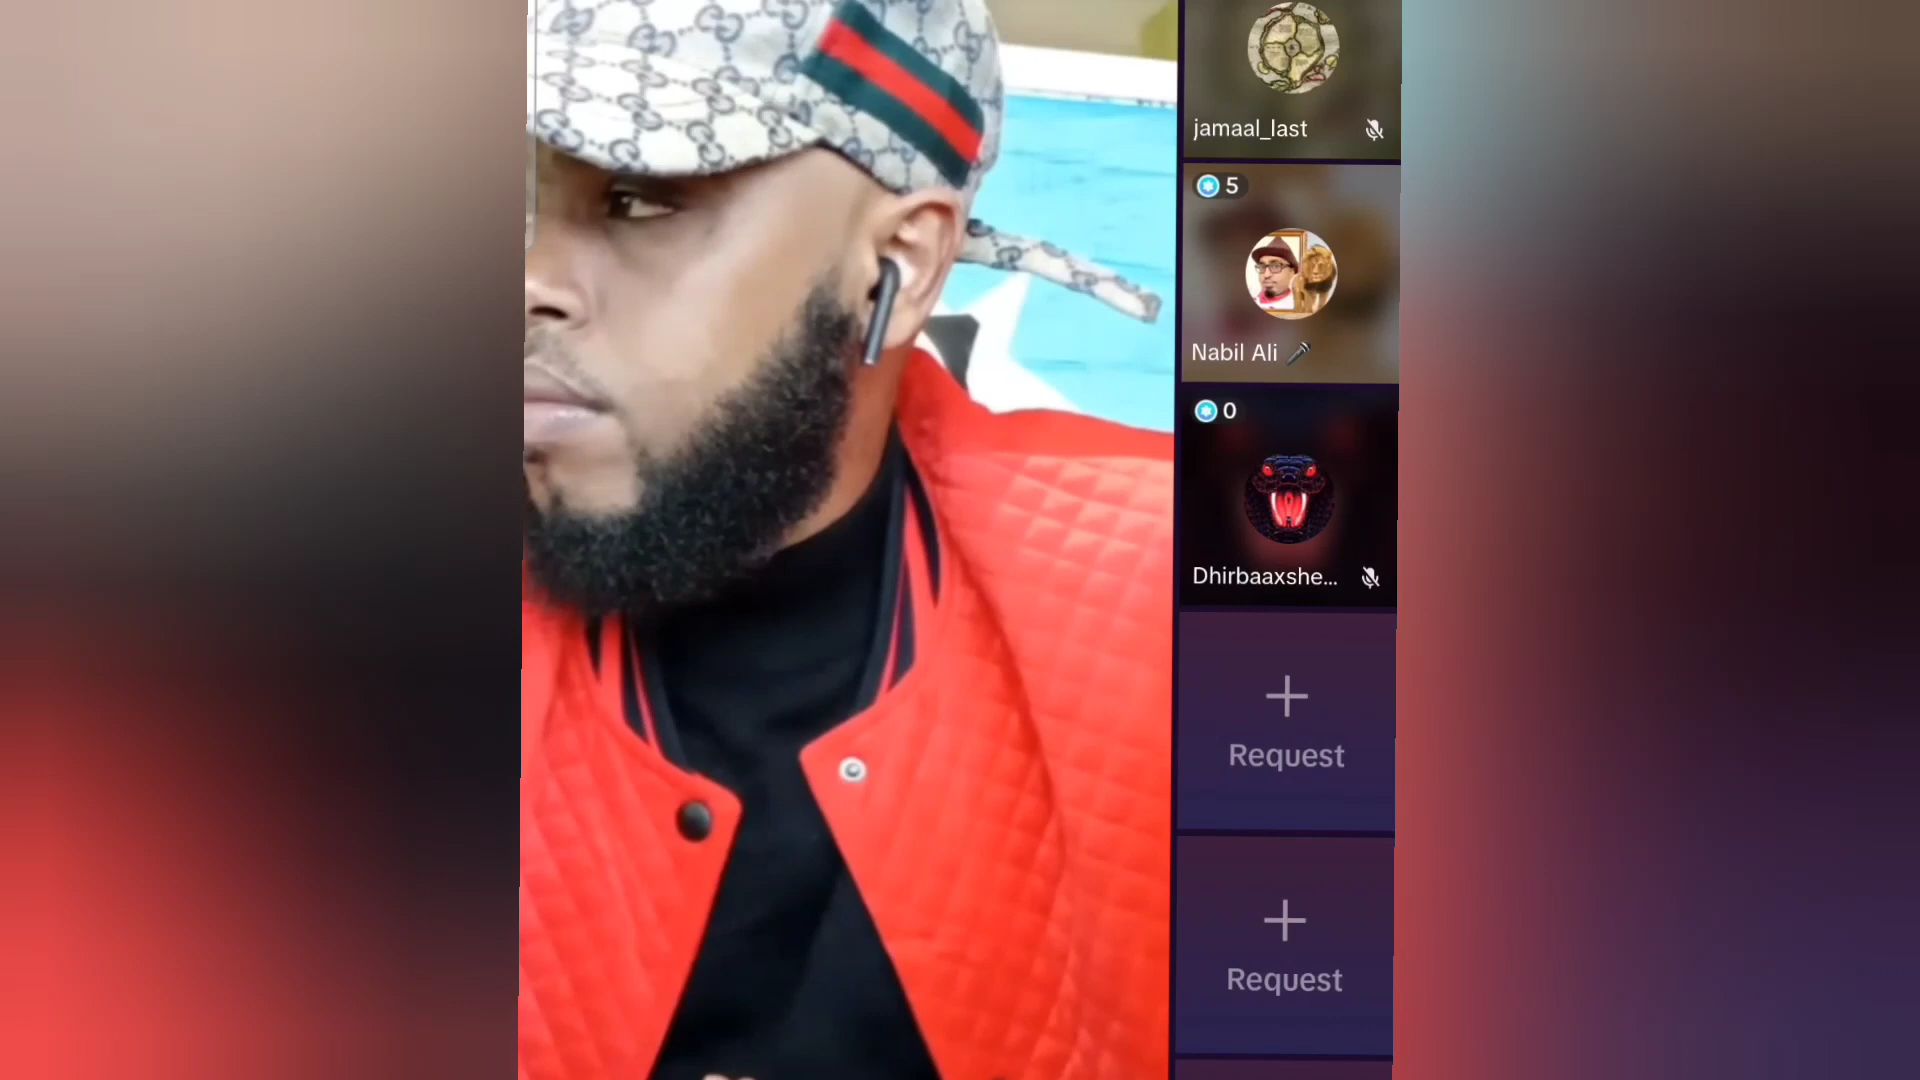 jamaal_last
5
Nabil Ali 🎤
0
Dhirbaaxshe...
Request
Request